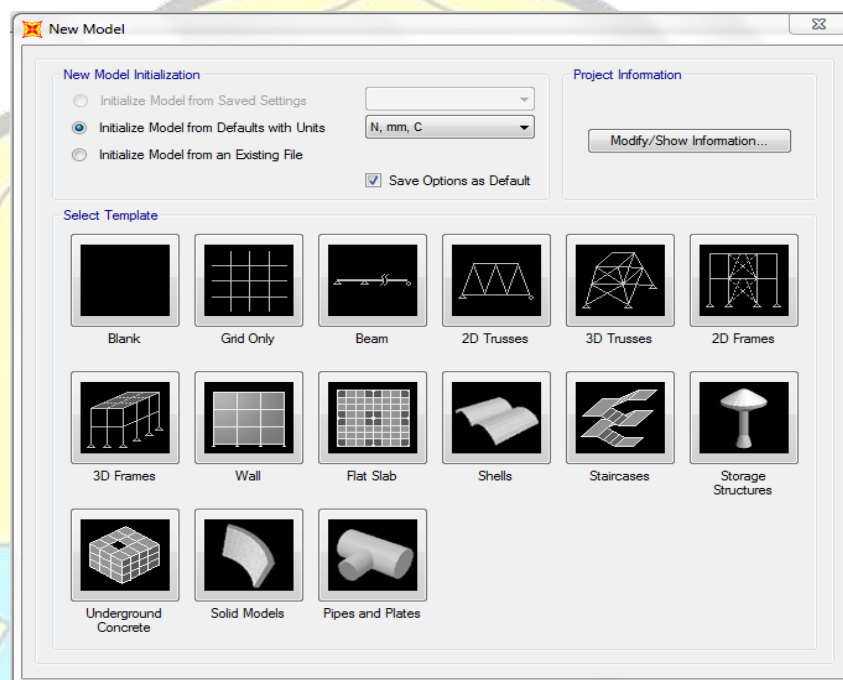 New Model
New Model Initialization
Initialize Model from Saved Settings
Initialize Model from Defaults with Units
N, mm, C
Initialize Model from an Existing File
Save Options as Default
Project Information
Modify/Show Information...
Select Template
Blank
Grid Only
Beam
2D Trusses
3D Trusses
2D Frames
3D Frames
Wall
Flat Slab
Shells
Staircases
Storage
Structures
Underground
Concrete
Solid Models
Pipes and Plates